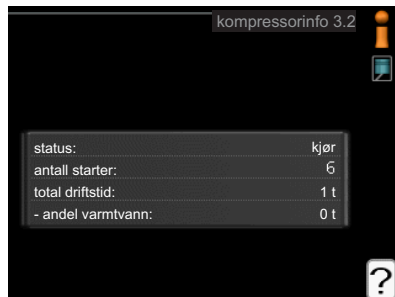 kompressorinfo 3.2
status: kjør
antall starter: 6
total driftstid: 1 t
- andel varmtvann: 0 t
?